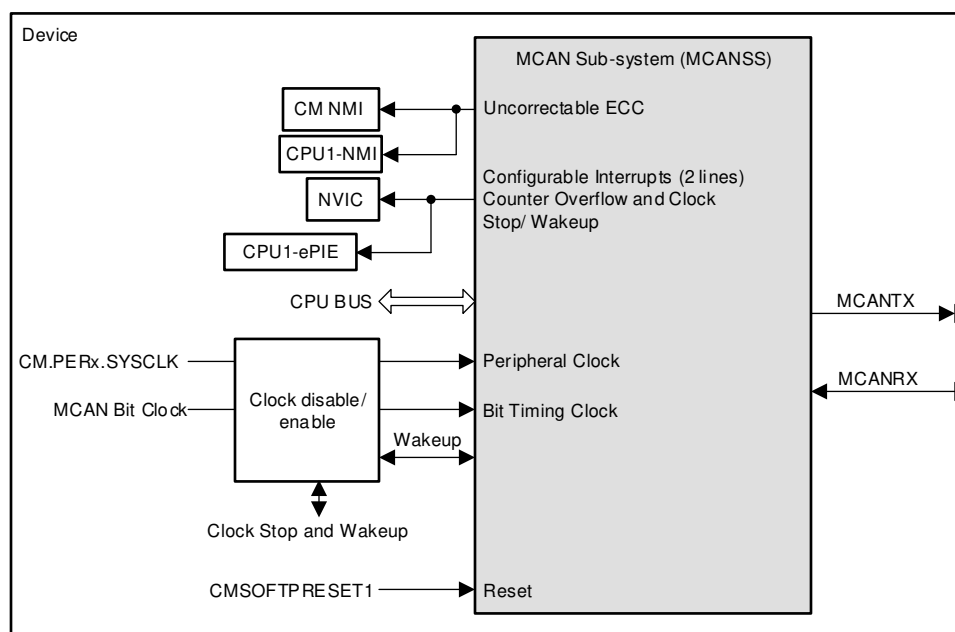 Device
MCAN Sub-system (MCANSS)
CM NMI
Uncorrectable ECC
CPU1-NMI
Configurable Interrupts (2 lines)
NVIC
Counter Overflow and Clock
Stop/ Wakeup
CPU1-ePIE
CPU BUS
MCANTX
CM.PERx.SYSCLK
Peripheral Clock
MCANRX
Clock disable/
enable
MCAN Bit Clock
Bit Timing Clock
Wakeup
Clock Stop and Wakeup
CMSOFTPRESET1
Reset